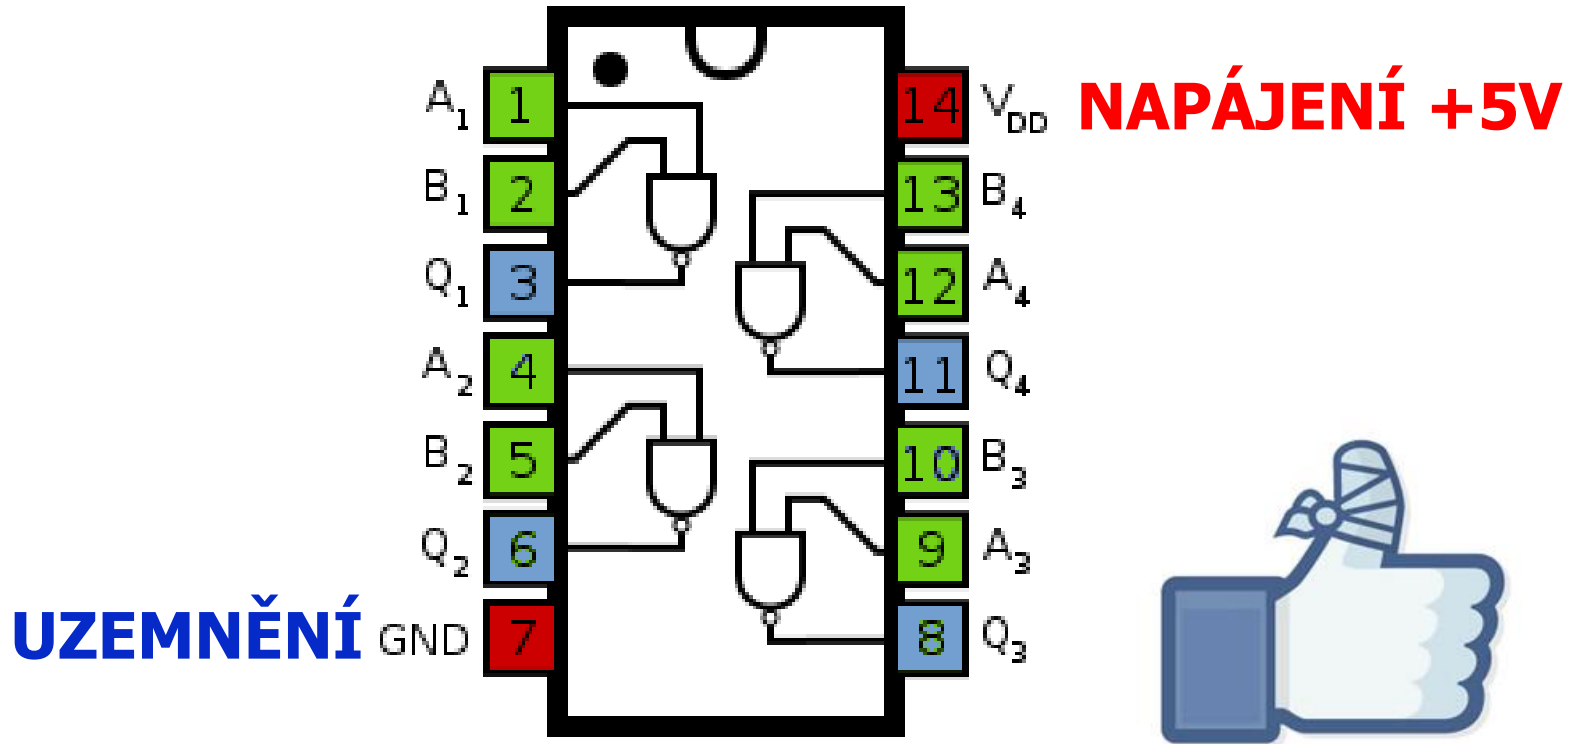 A1 1 14 VDD NAPÁJENÍ +5V
B1 2 13 B4
Q1 3 12 A4
A2 4 11 Q4
B2 5 10 B3
Q2 6 9 A3
UZEMNĚNÍ GND 7 8 Q3